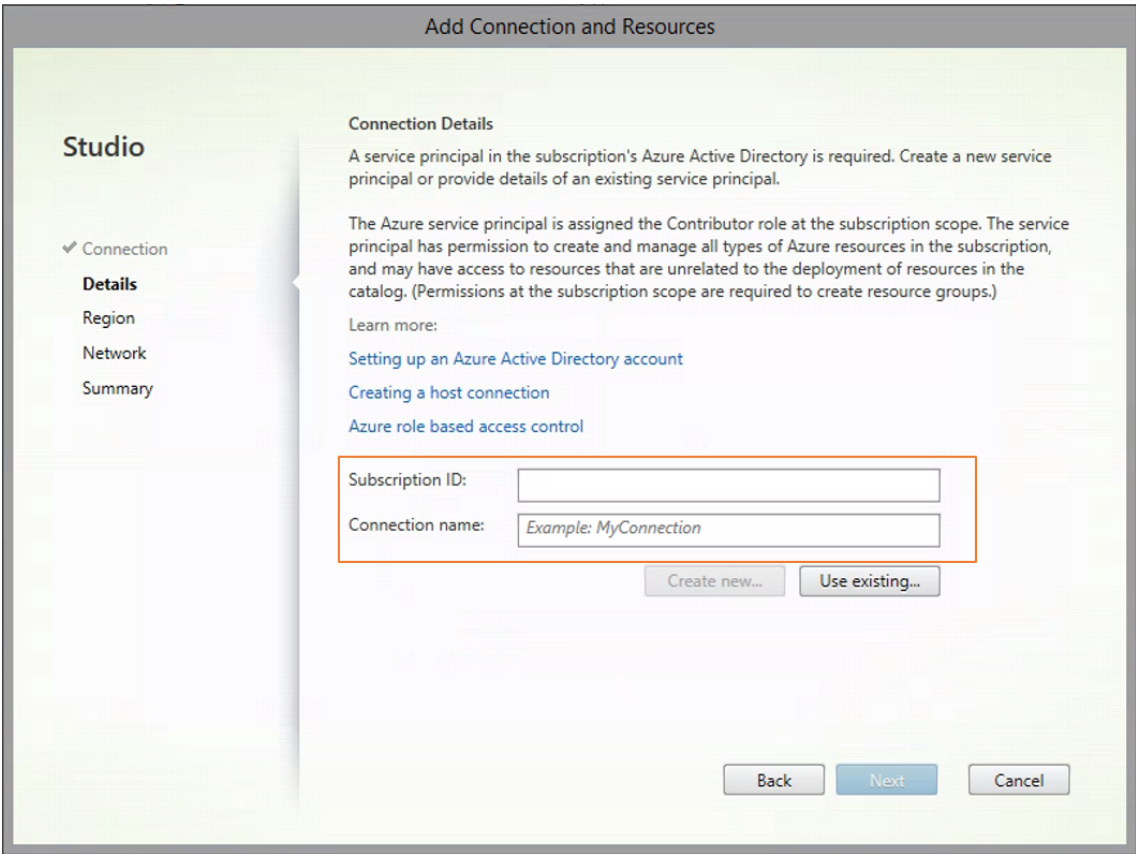 Add Connection and Resources
Studio
✔ Connection
Details
Region
Network
Summary
Connection Details
A service principal in the subscription's Azure Active Directory is required. Create a new service
principal or provide details of an existing service principal.
The Azure service principal is assigned the Contributor role at the subscription scope. The service
principal has permission to create and manage all types of Azure resources in the subscription,
and may have access to resources that are unrelated to the deployment of resources in the
catalog. (Permissions at the subscription scope are required to create resource groups.)
Learn more:
Setting up an Azure Active Directory account
Creating a host connection
Azure role based access control
Subscription ID:
Connection name: Example: MyConnection
Create new... Use existing...
Back Next Cancel